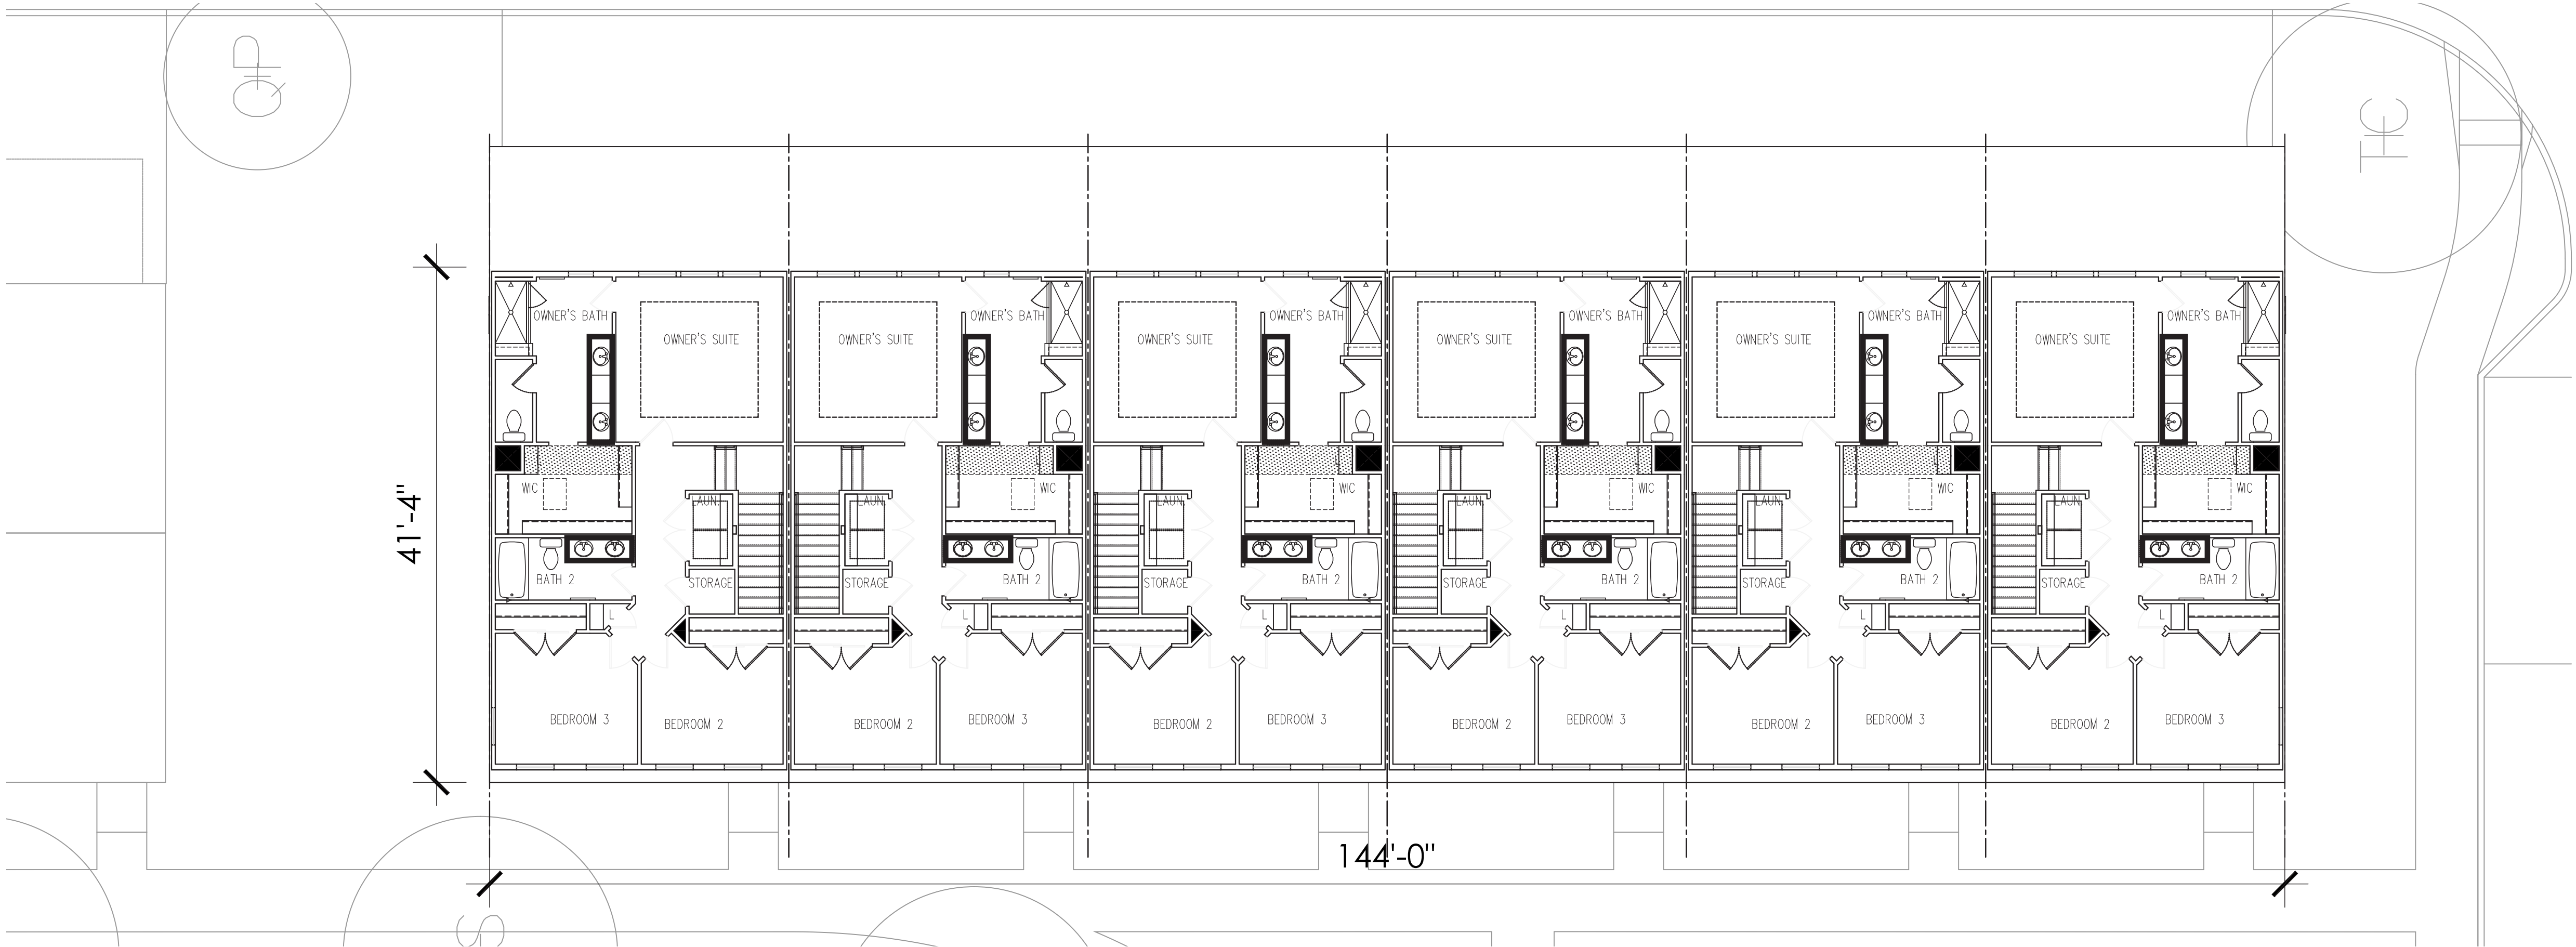 QP
THC
OWNER'S BATH
OWNER'S SUITE
OWNER'S SUITE
OWNER'S BATH
OWNER'S SUITE
OWNER'S BATH
OWNER'S SUITE
OWNER'S BATH
OWNER'S SUITE
OWNER'S BATH
OWNER'S SUITE
OWNER'S BATH
41'-4"
WIC
LAUN.
LAUN.
WIC
LAUN.
WIC
LAUN.
WIC
LAUN.
WIC
LAUN.
WIC
BATH 2
STORAGE
STORAGE
BATH 2
STORAGE
BATH 2
STORAGE
BATH 2
STORAGE
BATH 2
STORAGE
BATH 2
L
L
L
L
L
L
BEDROOM 3
BEDROOM 2
BEDROOM 2
BEDROOM 3
BEDROOM 2
BEDROOM 3
BEDROOM 2
BEDROOM 3
BEDROOM 2
BEDROOM 3
BEDROOM 2
BEDROOM 3
144'-0"
S